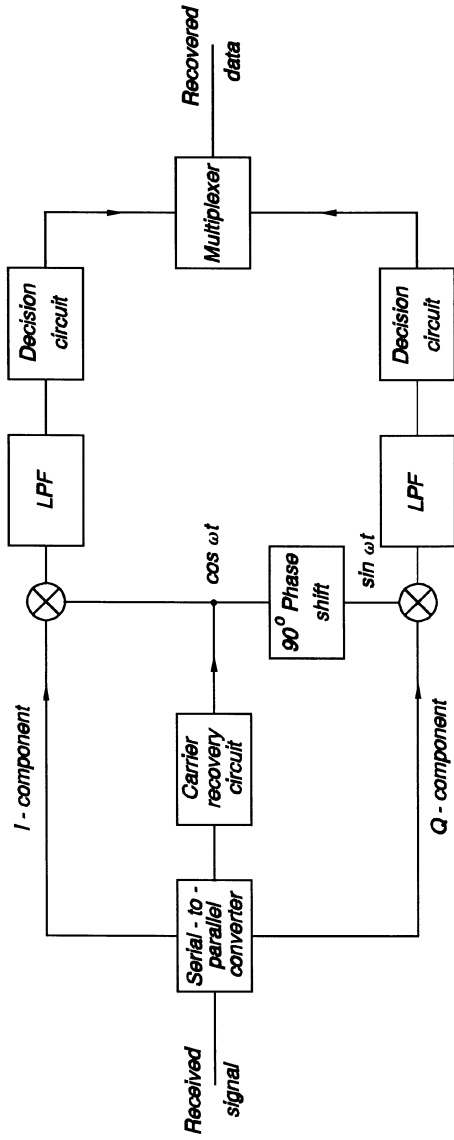 Received
signal
Serial - to -
parallel
converter
I - component
Q - component
Carrier
recovery
circuit
cos ωt
90° Phase
shift
sin ωt
LPF
Decision
circuit
LPF
Decision
circuit
Multiplexer
Recovered
data